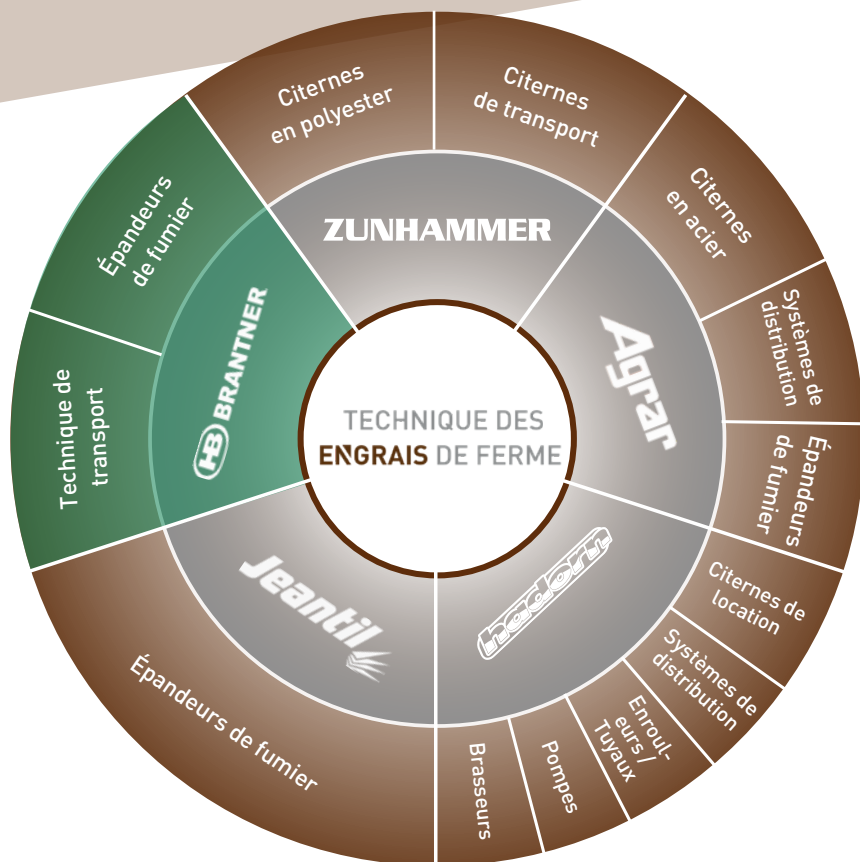 Citernes
en polyester
Citernes
de transport
Citernes
en acier
Systèmes de
distribution
Épandeurs
de fumier
Citernes de
location
Systèmes de
distribution
Enroul-
eurs /
Tuyaux
Pompes
Brasseurs
Épandeurs de fumier
Technique de
transport
Épandeurs
de fumier
ZUNHAMMER
Agrar
hadorn
Jeantil
HB BRANTNER
TECHNIQUE DES
ENGRAIS DE FERME